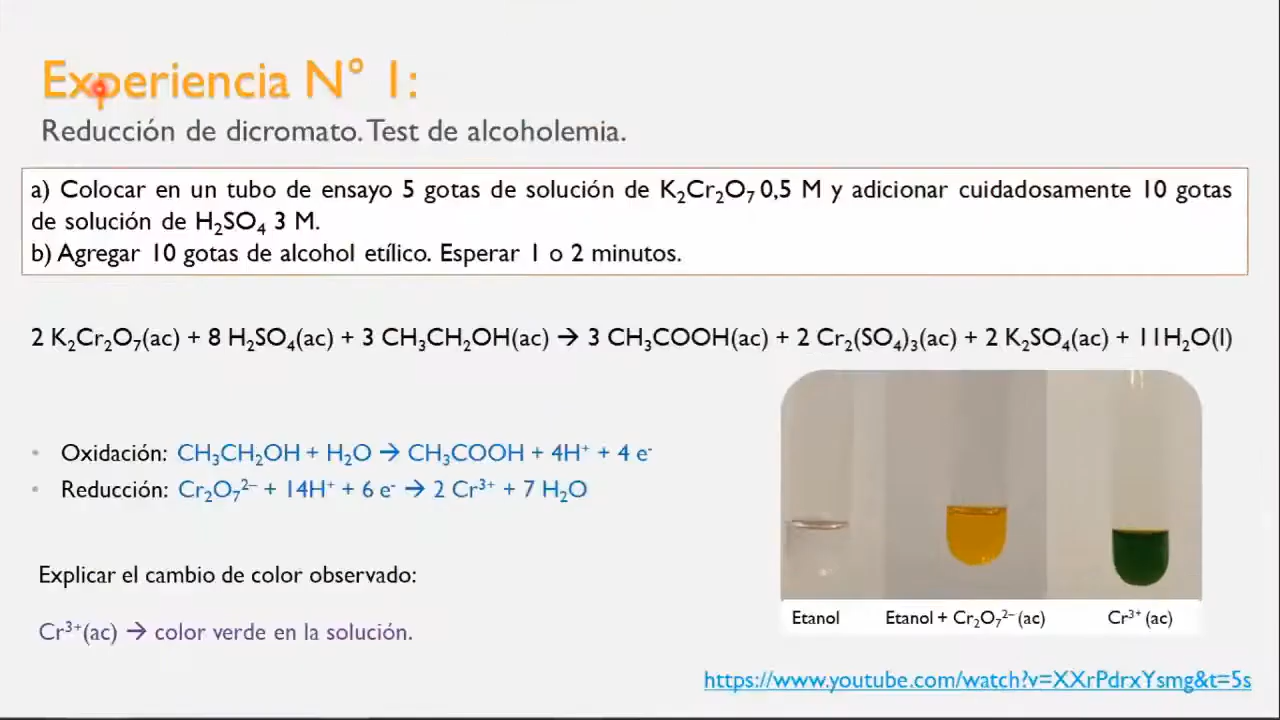 Experiencia N° 1:
Reducción de dicromato. Test de alcoholemia.
a) Colocar en un tubo de ensayo 5 gotas de solución de K₂Cr₂O₇ 0,5 M y adicionar cuidadosamente 10 gotas
de solución de H₂SO₄ 3 M.
b) Agregar 10 gotas de alcohol etílico. Esperar 1 o 2 minutos.
2 K₂Cr₂O₇(ac) + 8 H₂SO₄(ac) + 3 CH₃CH₂OH(ac) → 3 CH₃COOH(ac) + 2 Cr₂(SO₄)₃(ac) + 2 K₂SO₄(ac) + 11H₂O(l)
• Oxidación: CH₃CH₂OH + H₂O → CH₃COOH + 4H⁺ + 4 e⁻
• Reducción: Cr₂O₇²⁻ + 14H⁺ + 6 e⁻ → 2 Cr³⁺ + 7 H₂O
Explicar el cambio de color observado:
Cr³⁺(ac) → color verde en la solución.
Etanol
Etanol + Cr₂O₇²⁻ (ac)
Cr³⁺ (ac)
https://www.youtube.com/watch?v=XXrPdrxYsmg&t=5s